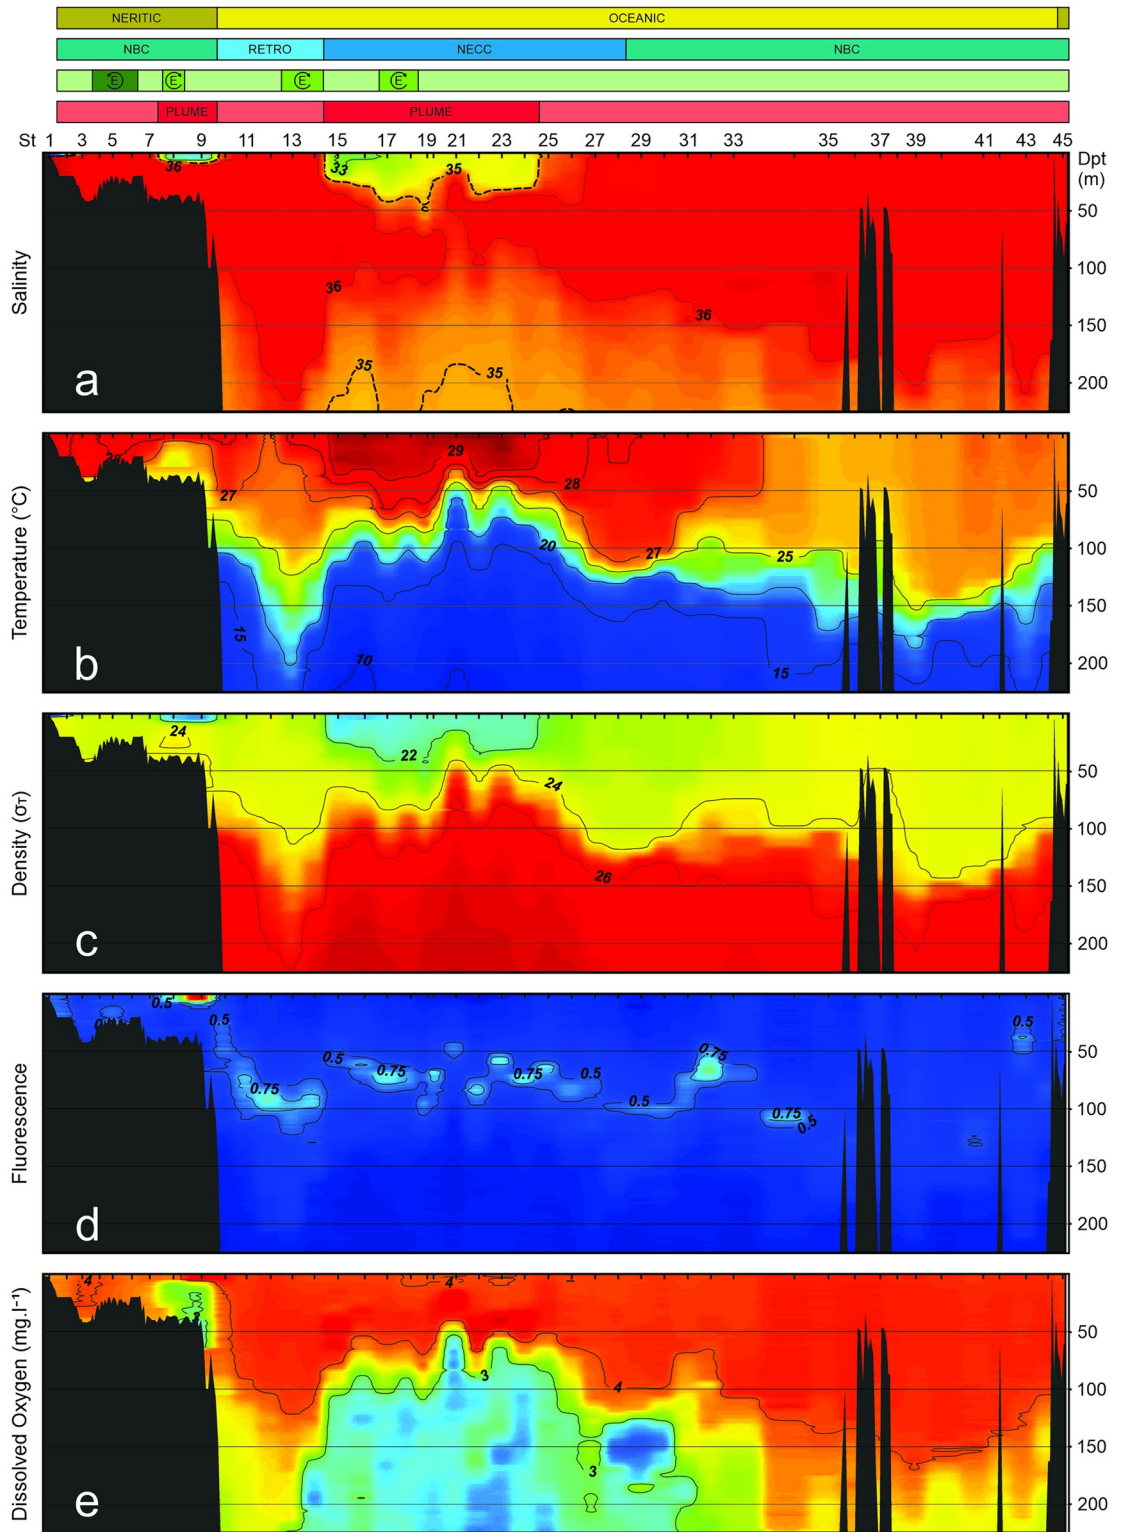 NERITIC OCEANIC
NBC RETRO NECC NBC
E E E E
PLUME PLUME
St 1 3 5 7 9 11 13 15 17 19 21 23 25 27 29 31 33 35 37 39 41 43 45
Dpt
(m)
36 33 35
50
100
36
36
150
35 35
200
Salinity
a
29
28
27
50
20 27 25
100
150
15
10
15
200
Temperature (°C)
b
24
22
24
50
100
26
150
200
Density (σT)
c
0.5
0.5 0.5
0.5 0.75
50
0.75 0.75 0.5
0.75
0.5 0.75
100
0.5
150
200
Fluorescence
d
4 4
50
3
4
100
150
3
200
Dissolved Oxygen (mg.l⁻¹)
e